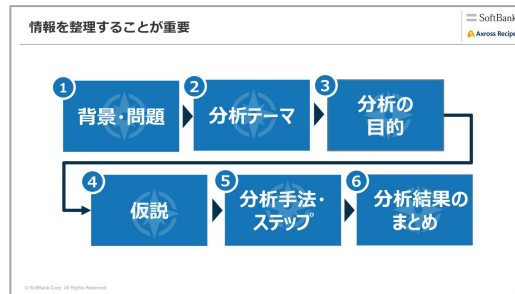 情報を整理することが重要
SoftBank
Axross Recipe
1
背景・問題
2
分析テーマ
3
分析の
目的
4
仮説
5
分析手法・
ステップ
6
分析結果の
まとめ
© SoftBank Corp. All Rights Reserved.